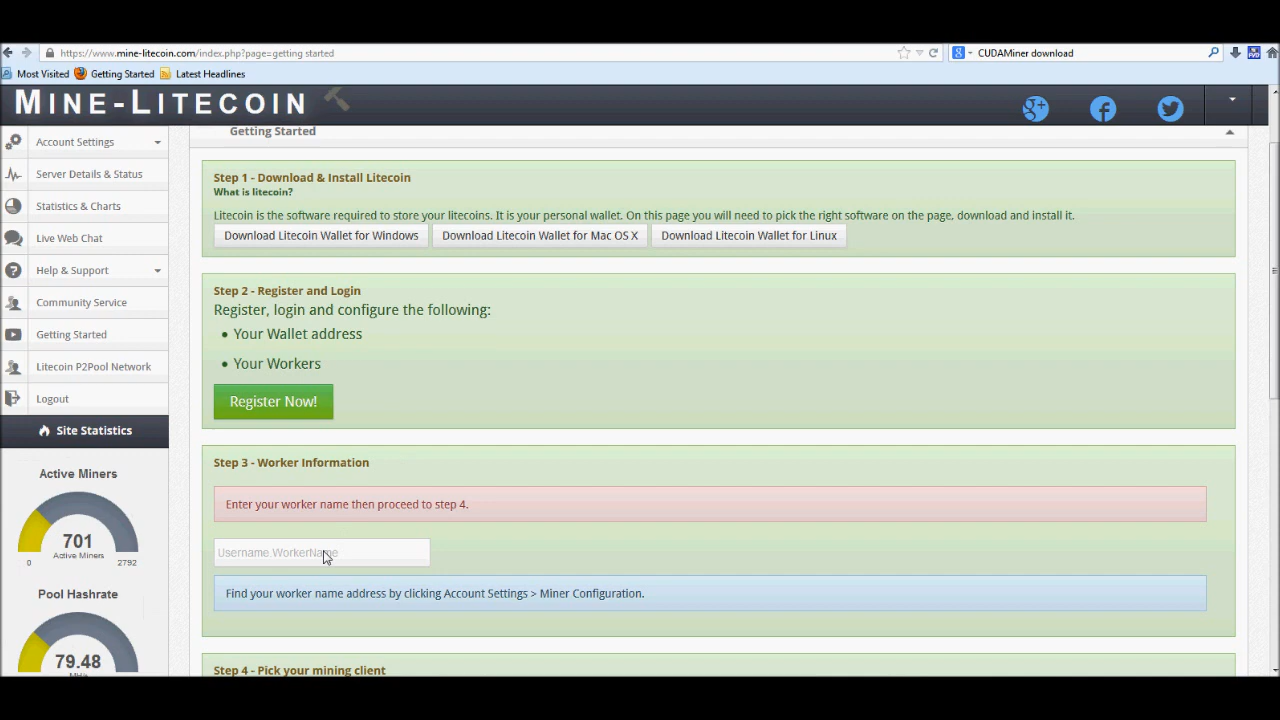 https://www.mine-litecoin.com/index.php?page=getting started
CUDAMiner download
Most Visited
Getting Started
Latest Headlines
MINE-LITECOIN
Account Settings
Server Details & Status
Statistics & Charts
Live Web Chat
Help & Support
Community Service
Getting Started
Litecoin P2Pool Network
Logout
Site Statistics
Active Miners
701
Active Miners
0
2792
Pool Hashrate
79.48
MH/s
Getting Started
Step 1 - Download & Install Litecoin
What is litecoin?
Litecoin is the software required to store your litecoins. It is your personal wallet. On this page you will need to pick the right software on the page, download and install it.
Download Litecoin Wallet for Windows
Download Litecoin Wallet for Mac OS X
Download Litecoin Wallet for Linux
Step 2 - Register and Login
Register, login and configure the following:
• Your Wallet address
• Your Workers
Register Now!
Step 3 - Worker Information
Enter your worker name then proceed to step 4.
Username.WorkerName
Find your worker name address by clicking Account Settings > Miner Configuration.
Step 4 - Pick your mining client